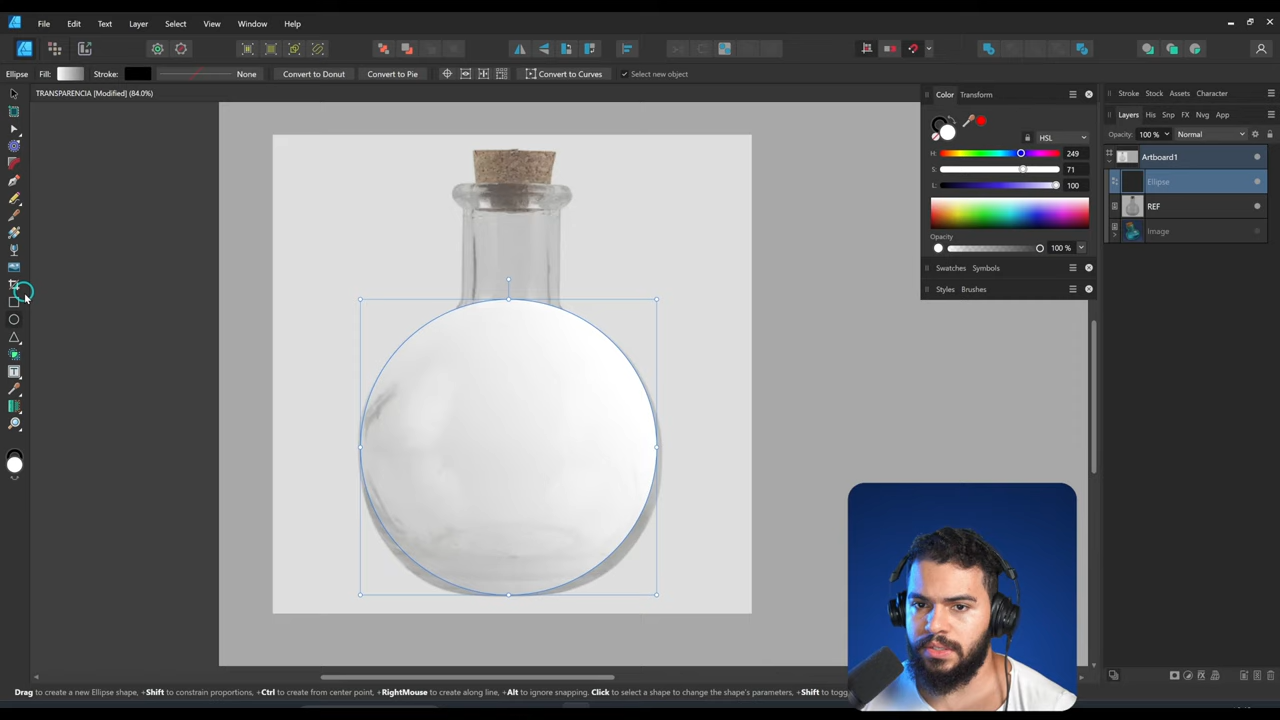 File Edit Text Layer Select View Window Help
Ellipse Fill: Stroke: None Convert to Donut Convert to Pie Convert to Curves Select new object
TRANSPARENCIA [Modified] (84.0%)
Color Transform
HSL
H: 249
S: 71
L: 100
Opacity
100 %
Swatches Symbols
Styles Brushes
Stroke Stock Assets Character
Layers His Snp FX Nvg App
Opacity: 100 % Normal
Artboard1
Ellipse
REF
Image
Drag to create a new Ellipse shape, +Shift to constrain proportions, +Ctrl to create from center point, +RightMouse to create along line, +Alt to ignore snapping. Click to select a shape to change the shape's parameters, +Shift to togg